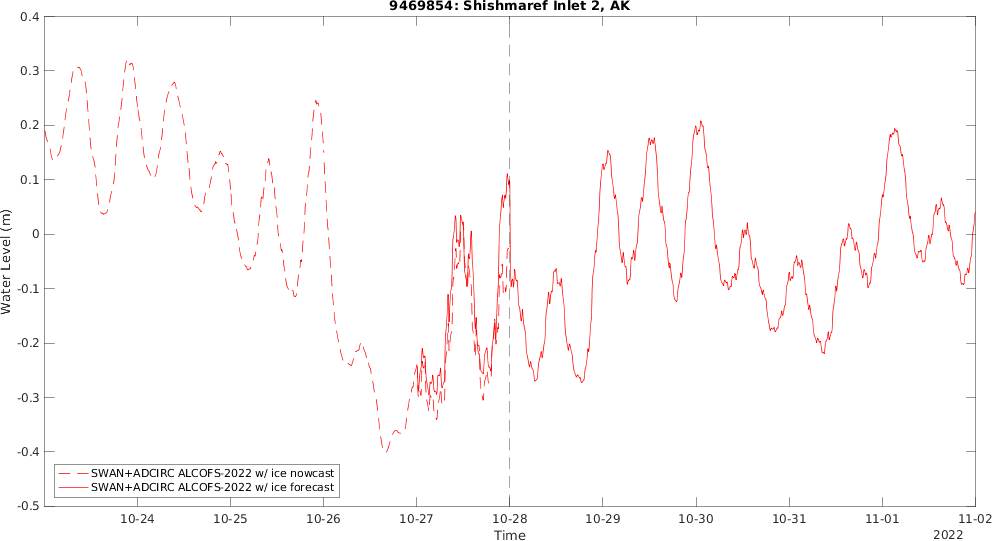 9469854: Shishmaref Inlet 2, AK
0.4
0.3
0.2
0.1
0
-0.1
-0.2
-0.3
-0.4
-0.5
Water Level (m)
SWAN+ADCIRC ALCOFS-2022 w/ ice nowcast
SWAN+ADCIRC ALCOFS-2022 w/ ice forecast
10-24 10-25 10-26 10-27 10-28 10-29 10-30 10-31 11-01 11-02
Time
2022